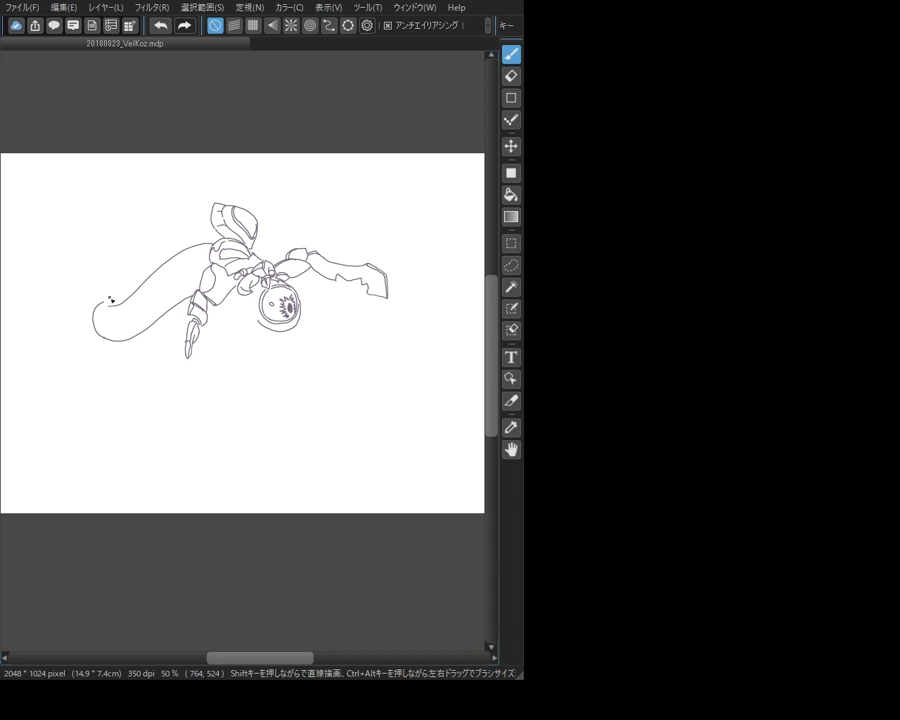 ファイル(F) 編集(E) レイヤー(L) フィルタ(R) 選択範囲(S) 定規(N) カラー(C) 表示(V) ツール(T) ウィンドウ(W) Help
アンチエイリアシング キー
20180823_VelKoz.mdp
T
2048 * 1024 pixel (14.9 * 7.4cm) 350 dpi 50 % ( 764, 524 ) Shiftキーを押しながらで直線描画、Ctrl+Altキーを押しながら左右ドラッグでブラシサイズ